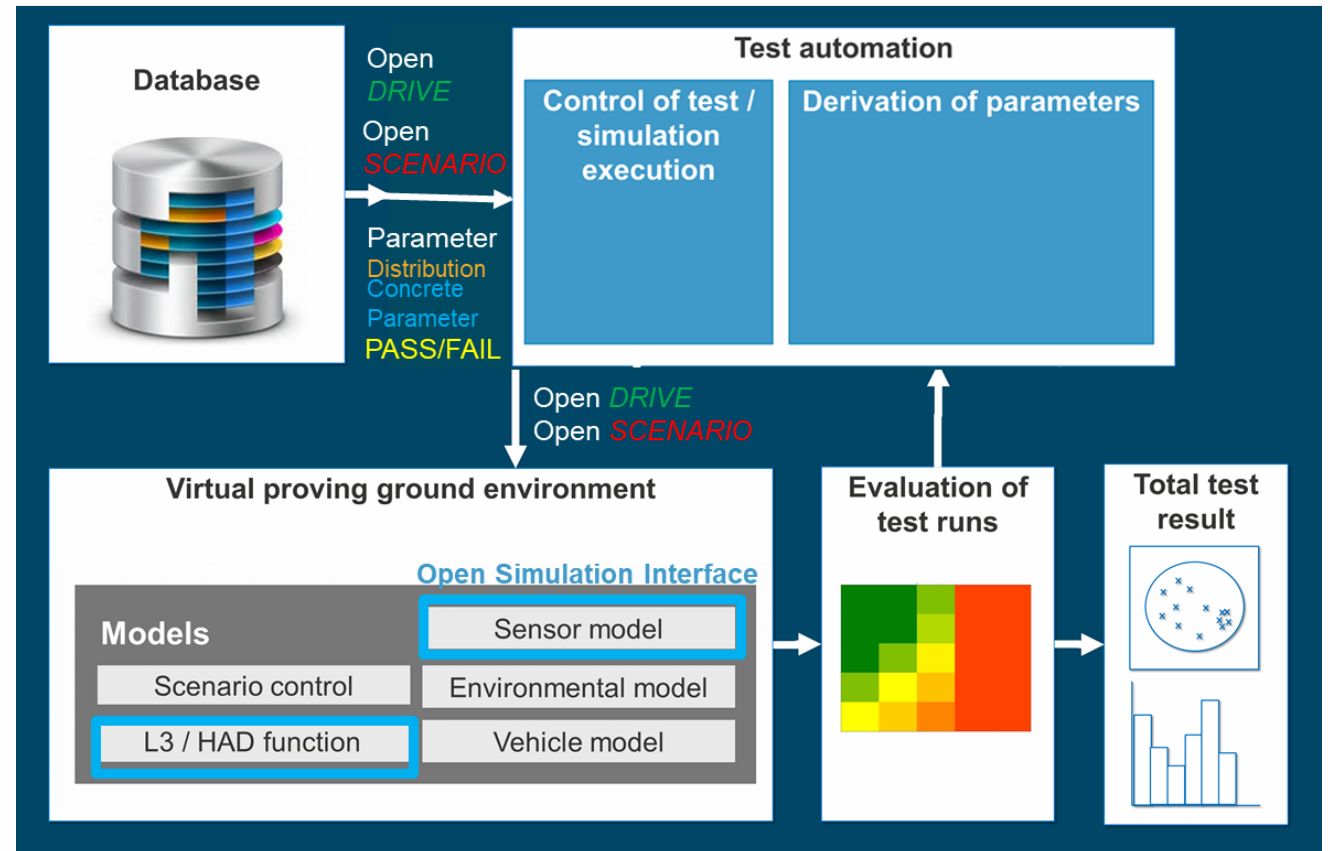 Database
Open
DRIVE
Open
SCENARIO
Parameter
Distribution
Concrete
Parameter
PASS/FAIL
Test automation
Control of test /
simulation
execution
Derivation of parameters
Open DRIVE
Open SCENARIO
Virtual proving ground environment
Open Simulation Interface
Models
Sensor model
Scenario control
Environmental model
L3 / HAD function
Vehicle model
Evaluation of
test runs
Total test
result